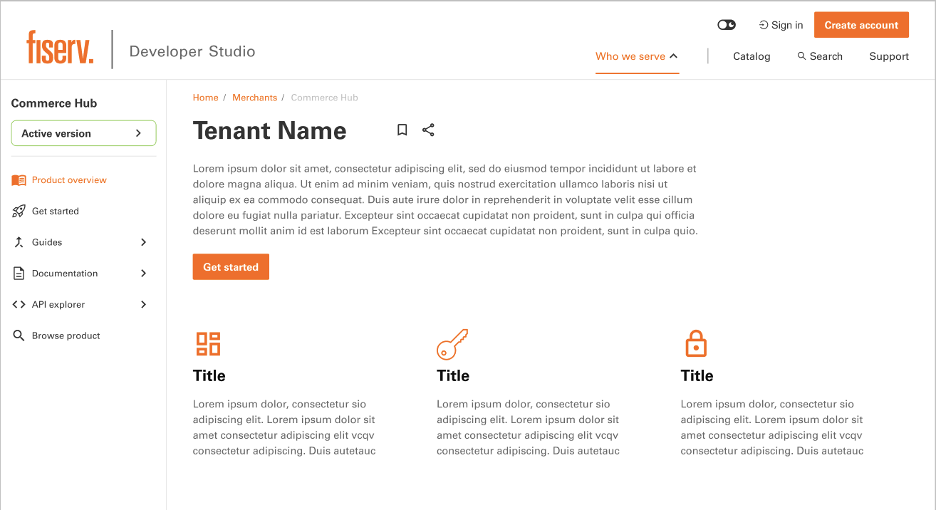 Sign in
Create account
fiserv.
Developer Studio
Who we serve
Catalog
Search
Support
Commerce Hub
Active version
Product overview
Get started
Guides
Documentation
API explorer
Browse product
Home / Merchants / Commerce Hub
Tenant Name
Lorem ipsum dolor sit amet, consectetur adipiscing elit, sed do eiusmod tempor incididunt ut labore et
dolore magna aliqua. Ut enim ad minim veniam, quis nostrud exercitation ullamco laboris nisi ut
aliquip ex ea commodo consequat. Duis aute irure dolor in reprehenderit in voluptate velit esse cillum
dolore eu fugiat nulla pariatur. Excepteur sint occaecat cupidatat non proident, sunt in culpa qui officia
deserunt mollit anim id est laborum Excepteur sint occaecat cupidatat non proident, sunt in culpa quio.
Get started
Title
Lorem ipsum dolor, consectetur sio
adipiscing elit. Lorem ipsum dolor sit
amet consectetur adipiscing elit vcqv
consectetur adipiscing. Duis autetauc
Title
Lorem ipsum dolor, consectetur sio
adipiscing elit. Lorem ipsum dolor sit
amet consectetur adipiscing elit vcqv
consectetur adipiscing. Duis autetauc
Title
Lorem ipsum dolor, consectetur sio
adipiscing elit. Lorem ipsum dolor sit
amet consectetur adipiscing elit vcqv
consectetur adipiscing. Duis autetauc